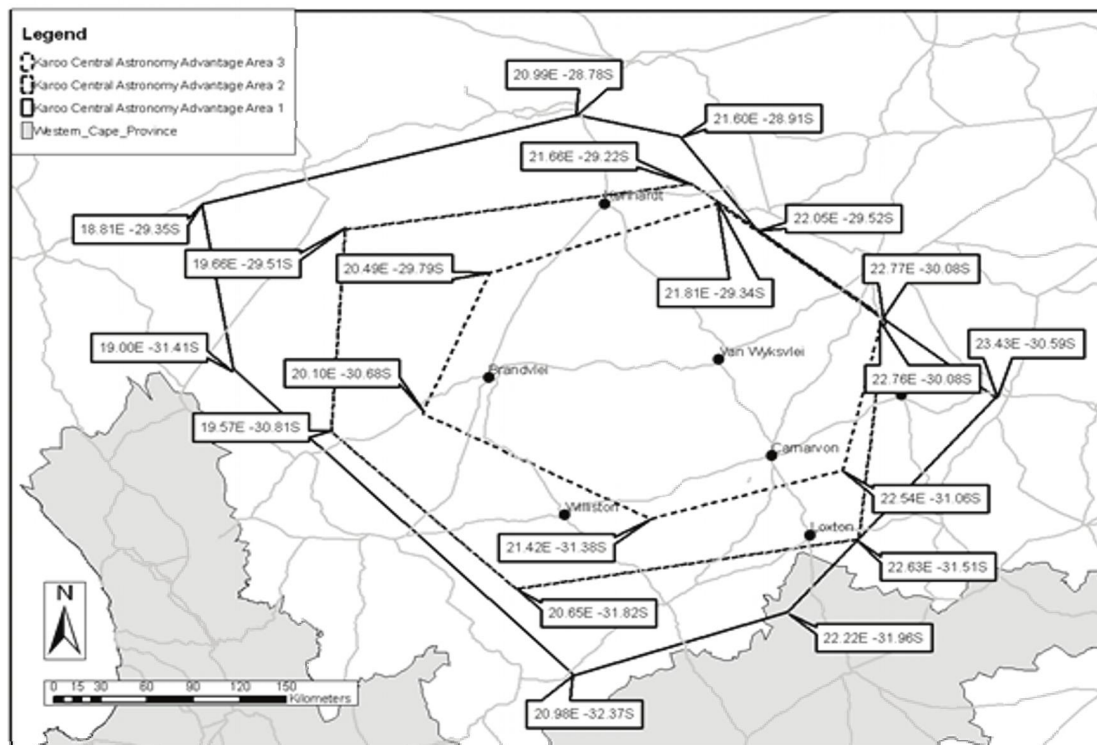 Legend
Karoo Central Astronomy Advantage Area 3
Karoo Central Astronomy Advantage Area 2
Karoo Central Astronomy Advantage Area 1
Western_Cape_Province
20.99E -28.78S
21.60E -28.91S
21.66E -29.22S
Kenhardt
18.81E -29.35S
22.05E -29.52S
19.66E -29.51S
20.49E -29.79S
22.77E -30.08S
21.81E -29.34S
19.00E -31.41S
23.43E -30.59S
Van Wyksvlei
20.10E -30.68S
Brandvlei
22.76E -30.08S
19.57E -30.81S
Carnarvon
22.54E -31.06S
Williston
Loxton
21.42E -31.38S
22.63E -31.51S
20.65E -31.82S
22.22E -31.96S
N
0 15 30 60 90 120 150
Kilometers
20.98E -32.37S